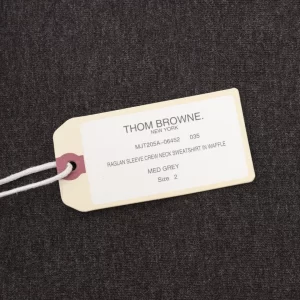 THOM BROWNE.
NEW YORK
MJT205A-06452 035
RAGLAN SLEEVE CREW NECK SWEATSHIRT IN WAFFLE
MED GREY
Size 2